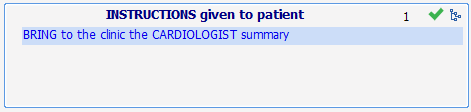 INSTRUCTIONS given to patient 1
BRING to the clinic the CARDIOLOGIST summary